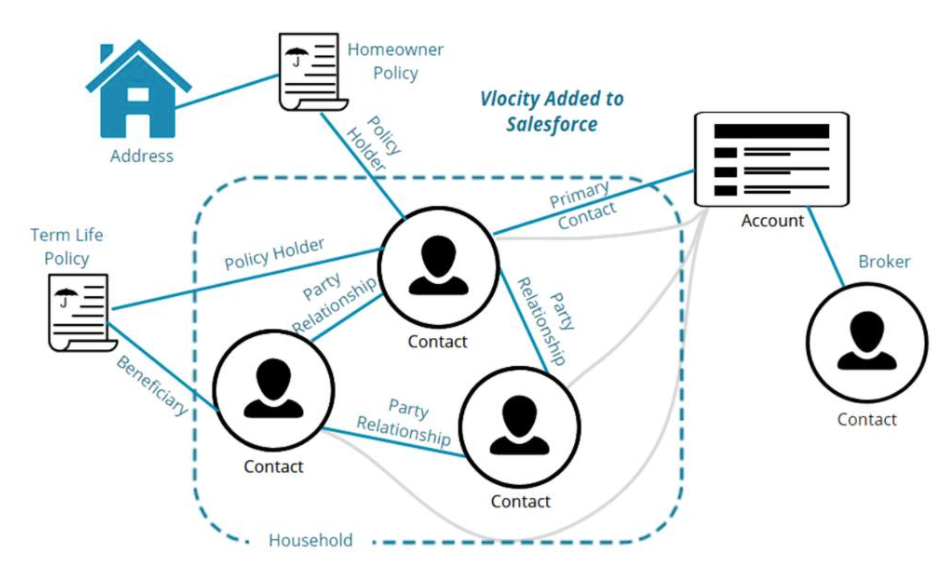 Homeowner
Policy
Vlocity Added to
Salesforce
Address
Policy
Holder
Primary
Contact
Account
Term Life
Policy
Policy Holder
Party
Relationship
Party
Relationship
Broker
Contact
Beneficiary
Party
Relationship
Contact
Contact
Contact
Household